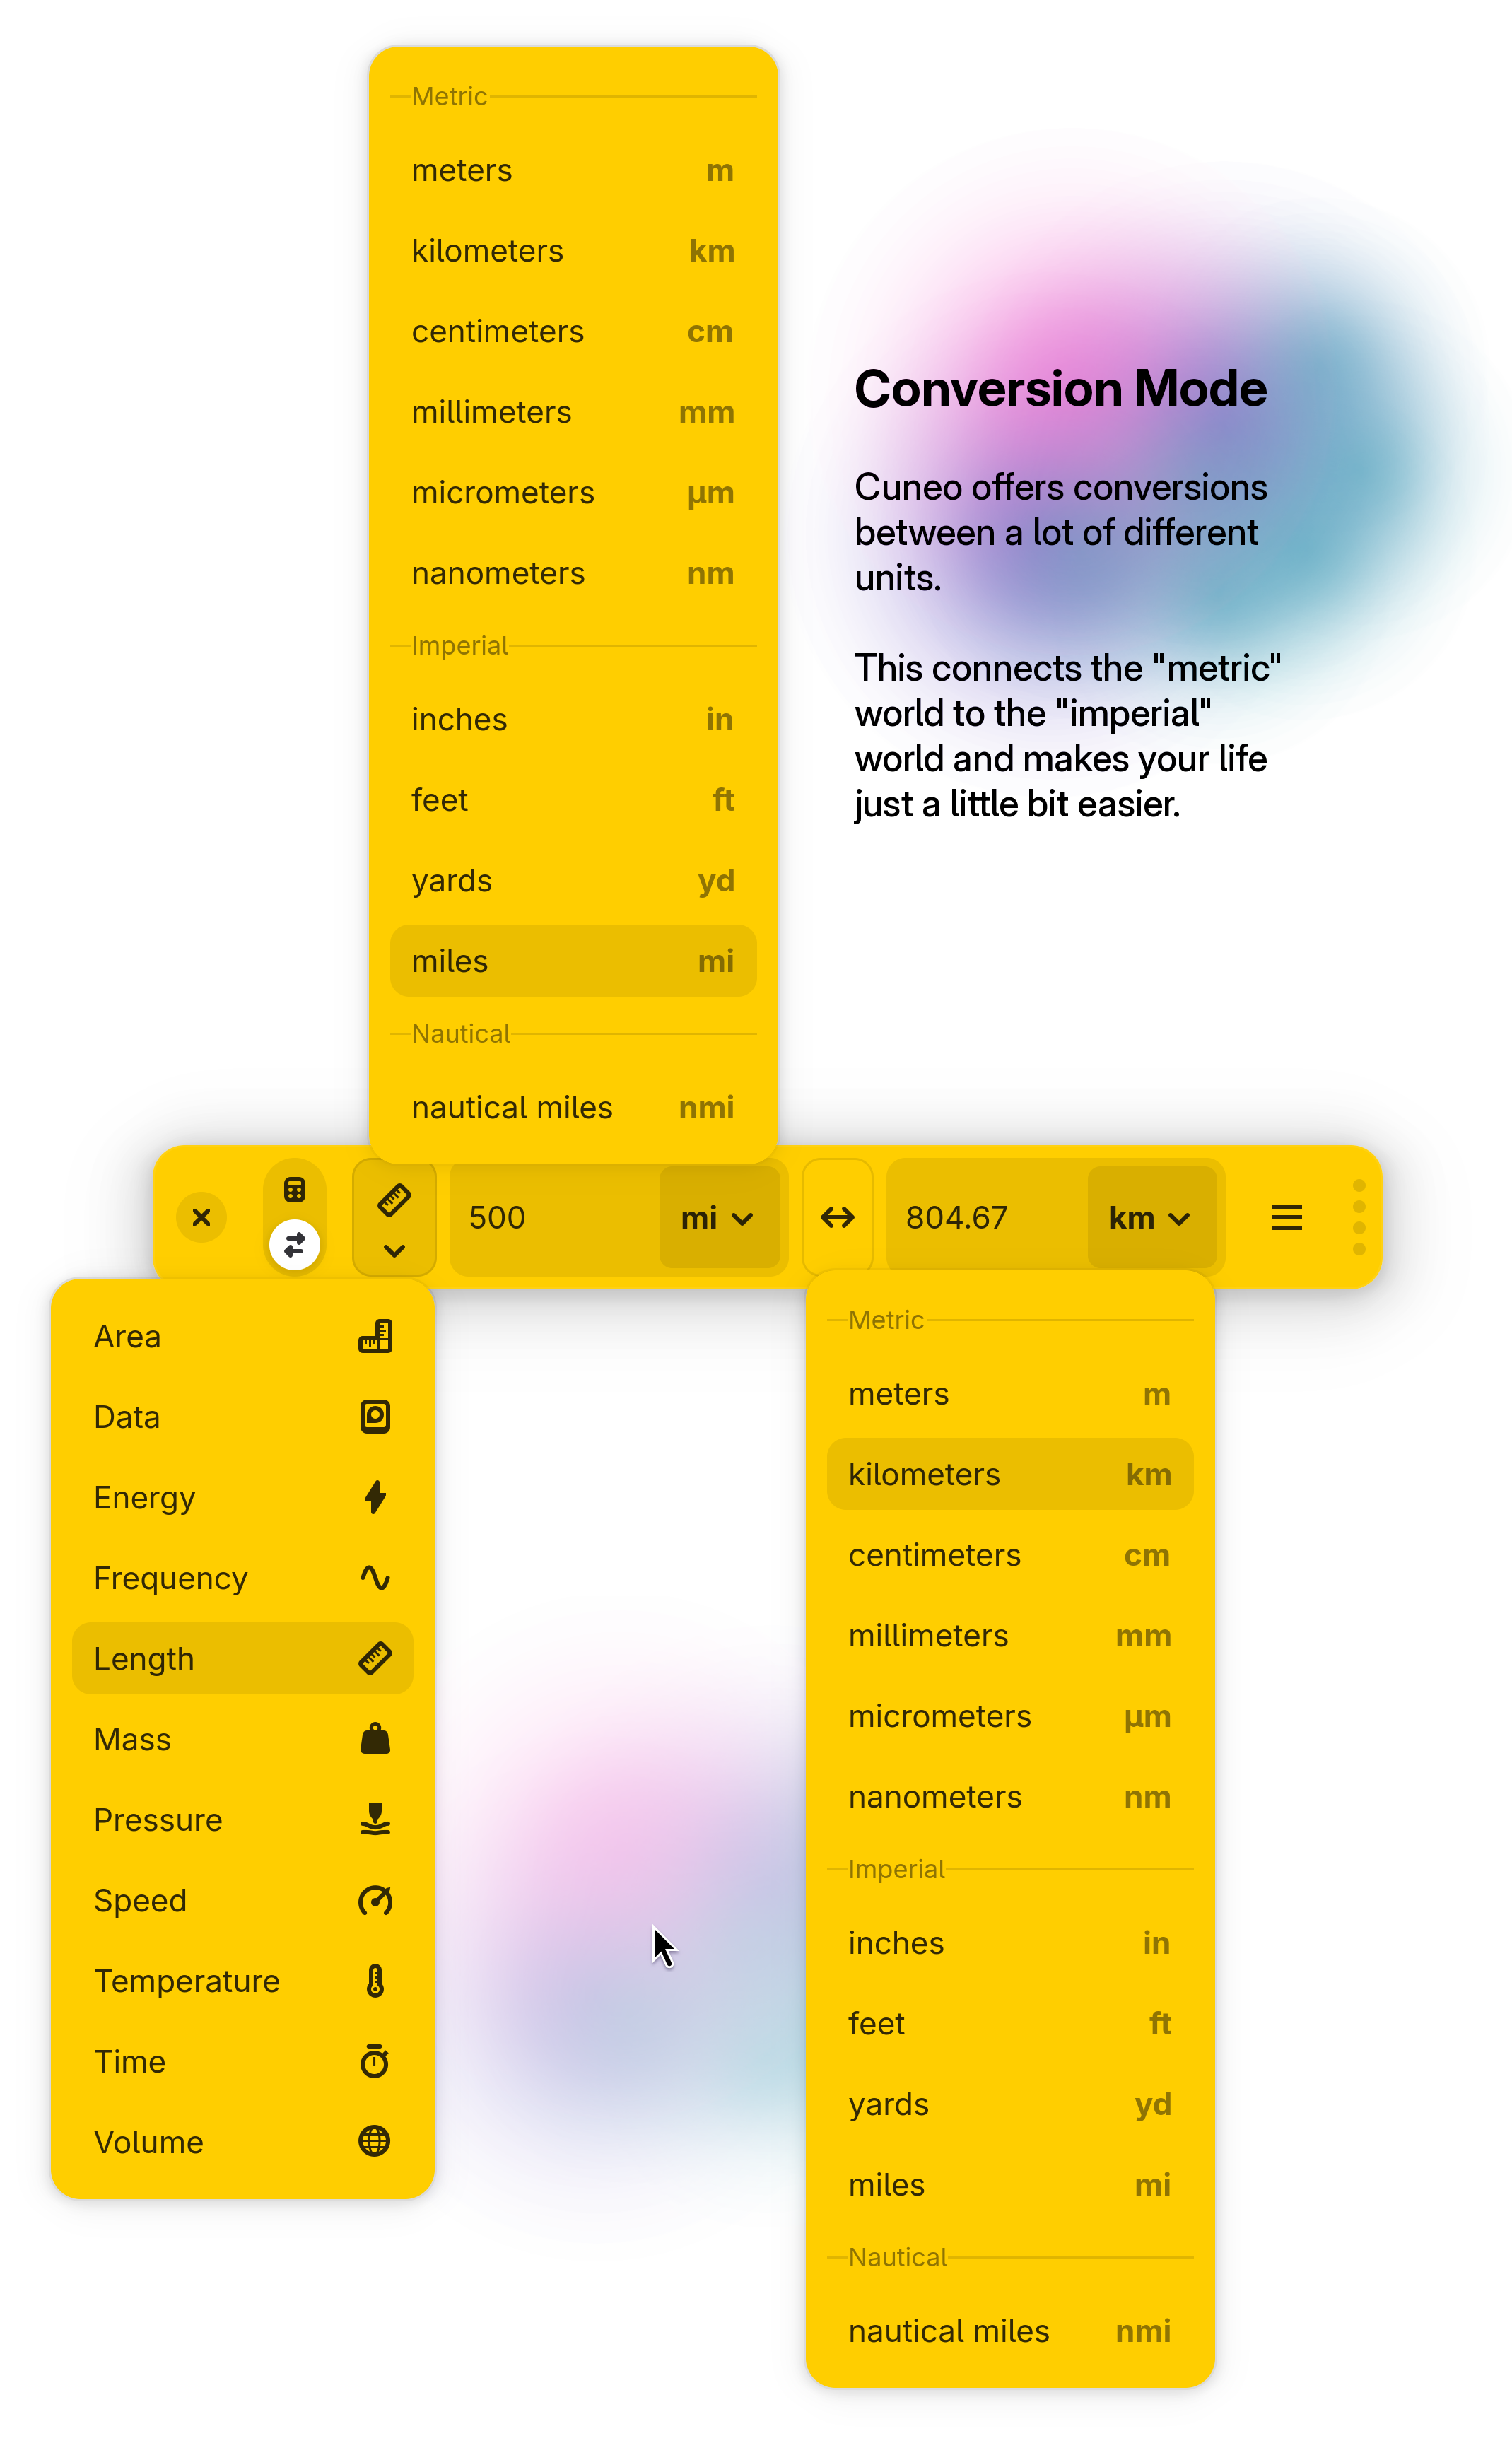 Metric
meters m
kilometers km
centimeters cm
millimeters mm
micrometers µm
nanometers nm
Imperial
inches in
feet ft
yards yd
miles mi
Nautical
nautical miles nmi
Conversion Mode
Cuneo offers conversions
between a lot of different
units.
This connects the "metric"
world to the "imperial"
world and makes your life
just a little bit easier.
500 mi 804.67 km
Area
Data
Energy
Frequency
Length
Mass
Pressure
Speed
Temperature
Time
Volume
Metric
meters m
kilometers km
centimeters cm
millimeters mm
micrometers µm
nanometers nm
Imperial
inches in
feet ft
yards yd
miles mi
Nautical
nautical miles nmi